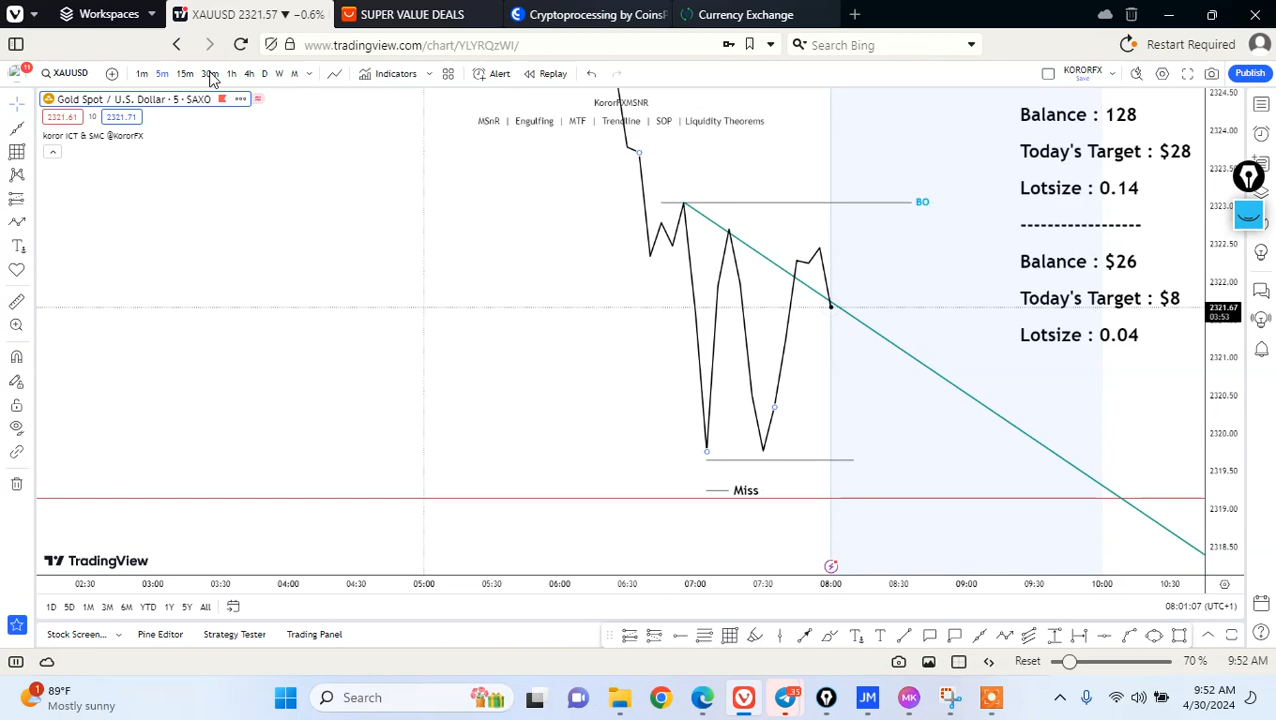 Workspaces
XAUUSD 2321.57 ▼ −0.6%
SUPER VALUE DEALS
Cryptoprocessing by CoinsP
Currency Exchange
www.tradingview.com/chart/YLYRQzWI/
Search Bing
Restart Required
11
XAUUSD
1m 5m 15m 30m 1h 4h D W M
Indicators
Alert
Replay
KORORFX
Save
Publish
Gold Spot / U.S. Dollar · 5 · SAXO
2321.61 10 2321.71
koror ICT & SMC @KororFX
KororFXMSNR
MSnR | Engulfing | MTF | Trendline | SOP | Liquidity Theorems
Balance : 128
Today's Target : $28
Lotsize : 0.14
------------------
Balance : $26
Today's Target : $8
Lotsize : 0.04
BO
Miss
2324.50
2324.00
2323.50
2323.00
2322.50
2322.00
2321.67
03:53
2321.00
2320.50
2320.00
2319.50
2319.00
2318.50
TradingView
02:30 03:00 03:30 04:00 04:30 05:00 05:30 06:00 06:30 07:00 07:30 08:00 08:30 09:00 09:30 10:00 10:30
1D 5D 1M 3M 6M YTD 1Y 5Y All
08:01:07 (UTC+1)
Stock Screen...
Pine Editor
Strategy Tester
Trading Panel
Reset
70 %
9:52 AM
1
89°F
Mostly sunny
Search
35
JM
MK
9:52 AM
4/30/2024